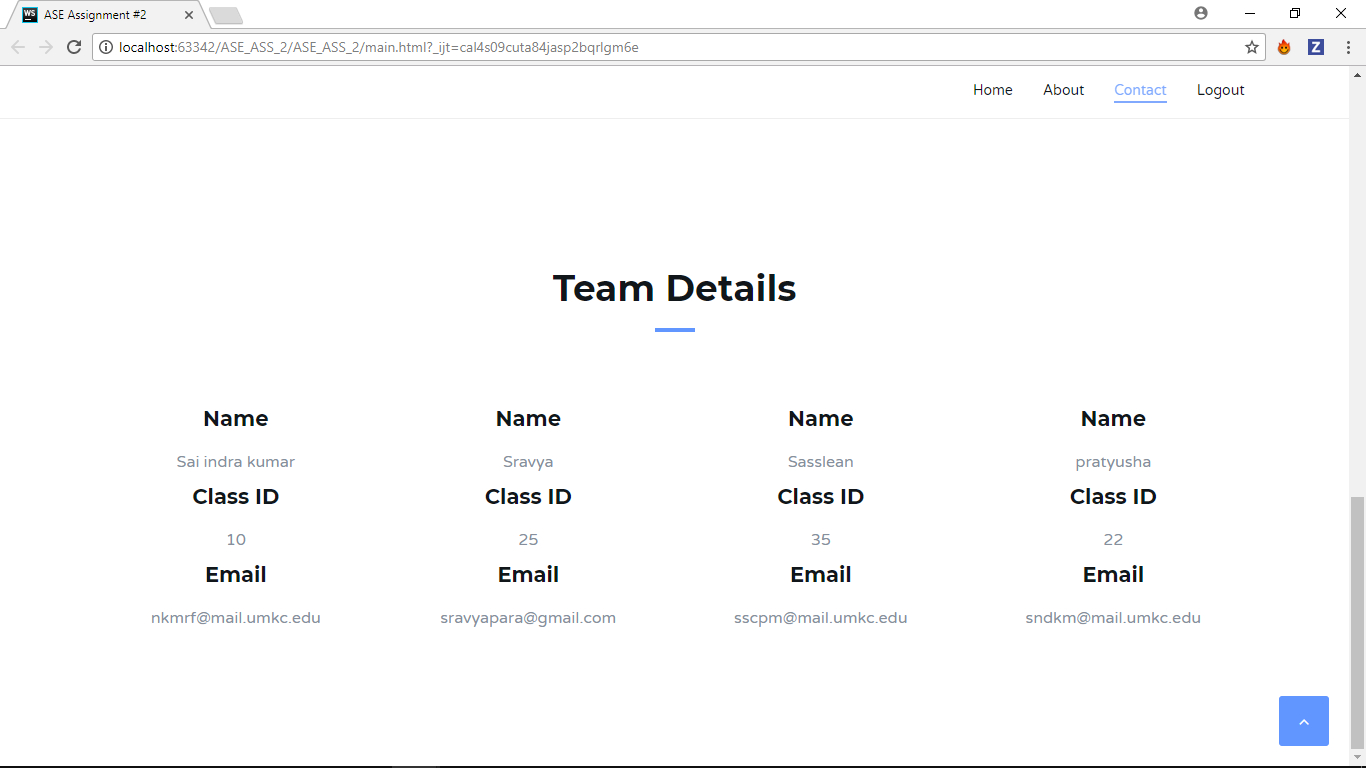 WS ASE Assignment #2
localhost:63342/ASE_ASS_2/ASE_ASS_2/main.html?_ijt=cal4s09cuta84jasp2bqrlgm6e
Z
Home About Contact Logout
Team Details
Name Name Name Name
Sai indra kumar Sravya Sasslean pratyusha
Class ID Class ID Class ID Class ID
10 25 35 22
Email Email Email Email
nkmrf@mail.umkc.edu sravyapara@gmail.com sscpm@mail.umkc.edu sndkm@mail.umkc.edu